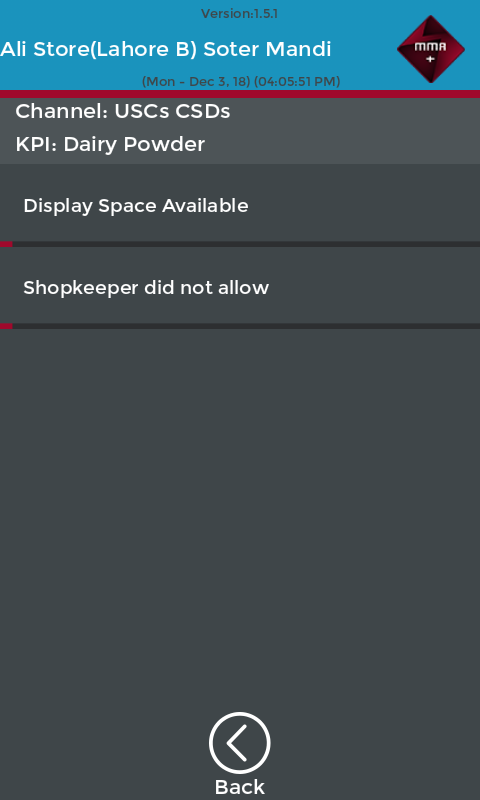 Version:1.5.1
Ali Store(Lahore B) Soter Mandi
MMA
+
(Mon - Dec 3, 18) (04:05:51 PM)
Channel: USCs CSDs
KPI: Dairy Powder
Display Space Available
Shopkeeper did not allow
Back